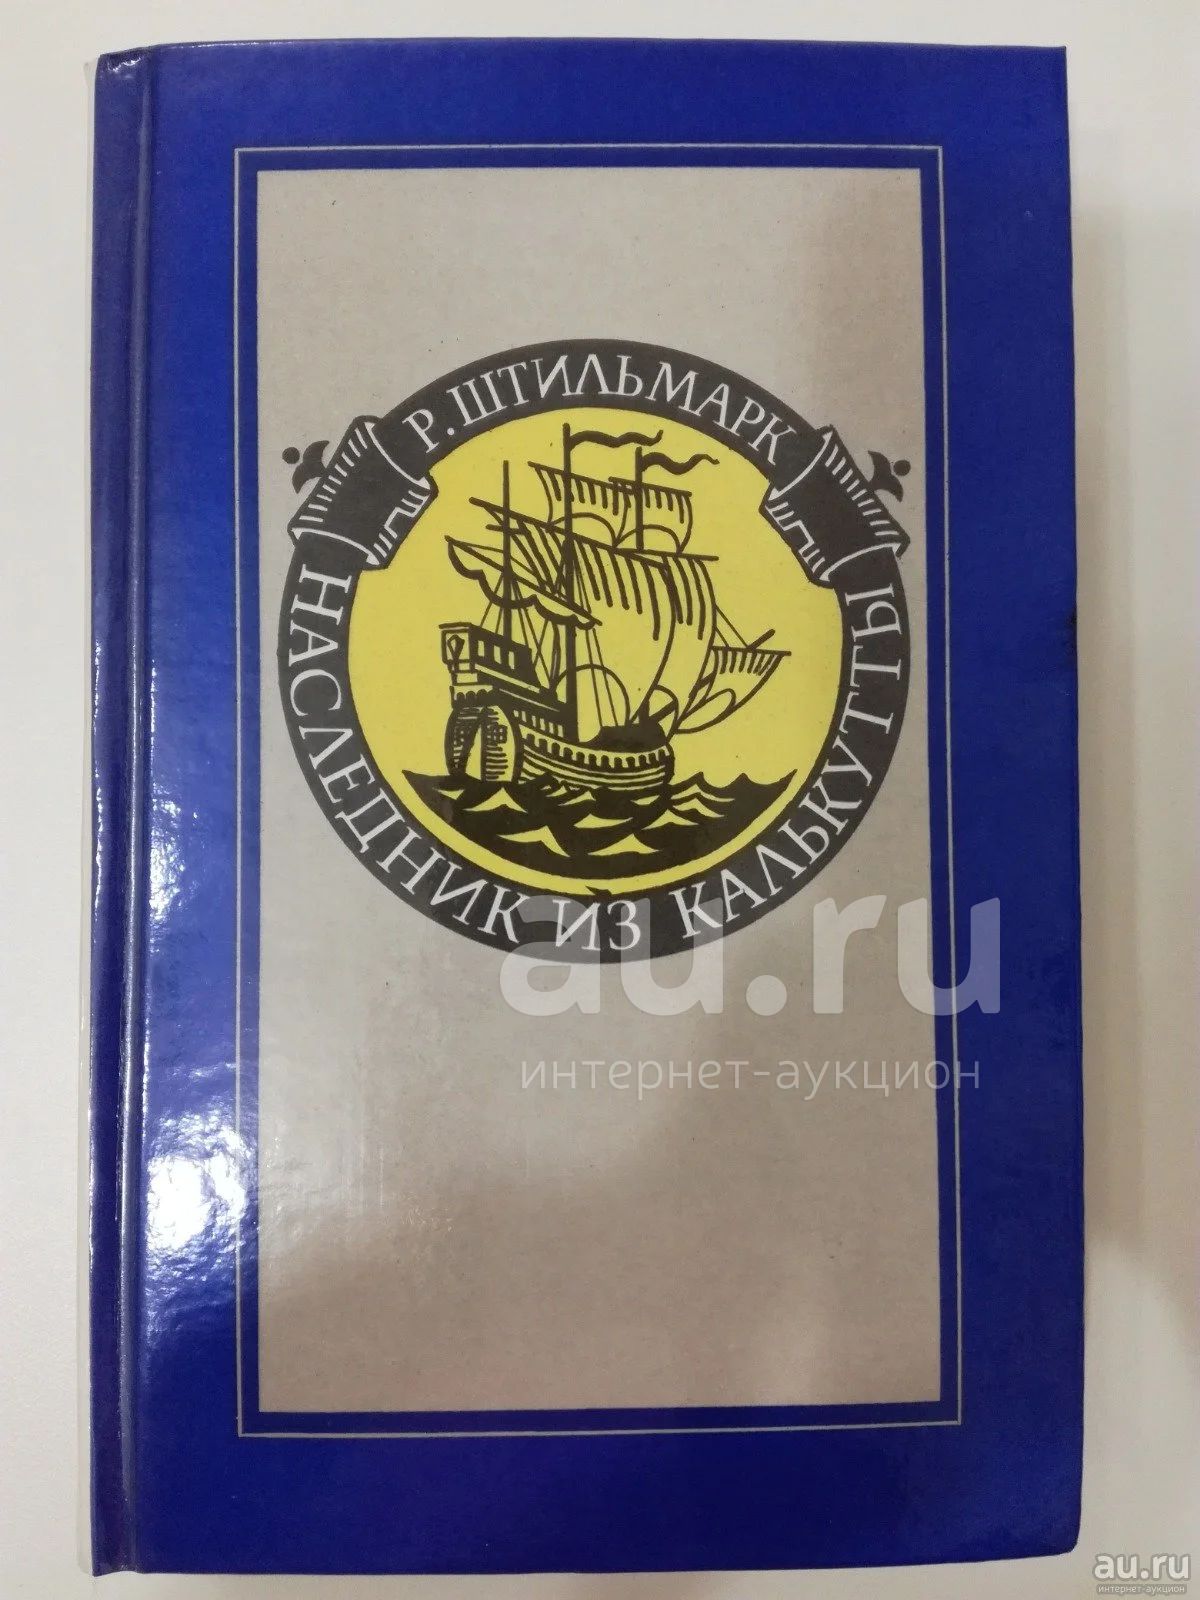 Р. ШТИЛЬМАРК
НАСЛЕДНИК ИЗ КАЛЬКУТТЫ
au.ru
интернет-аукцион
au.ru
интернет-аукцион